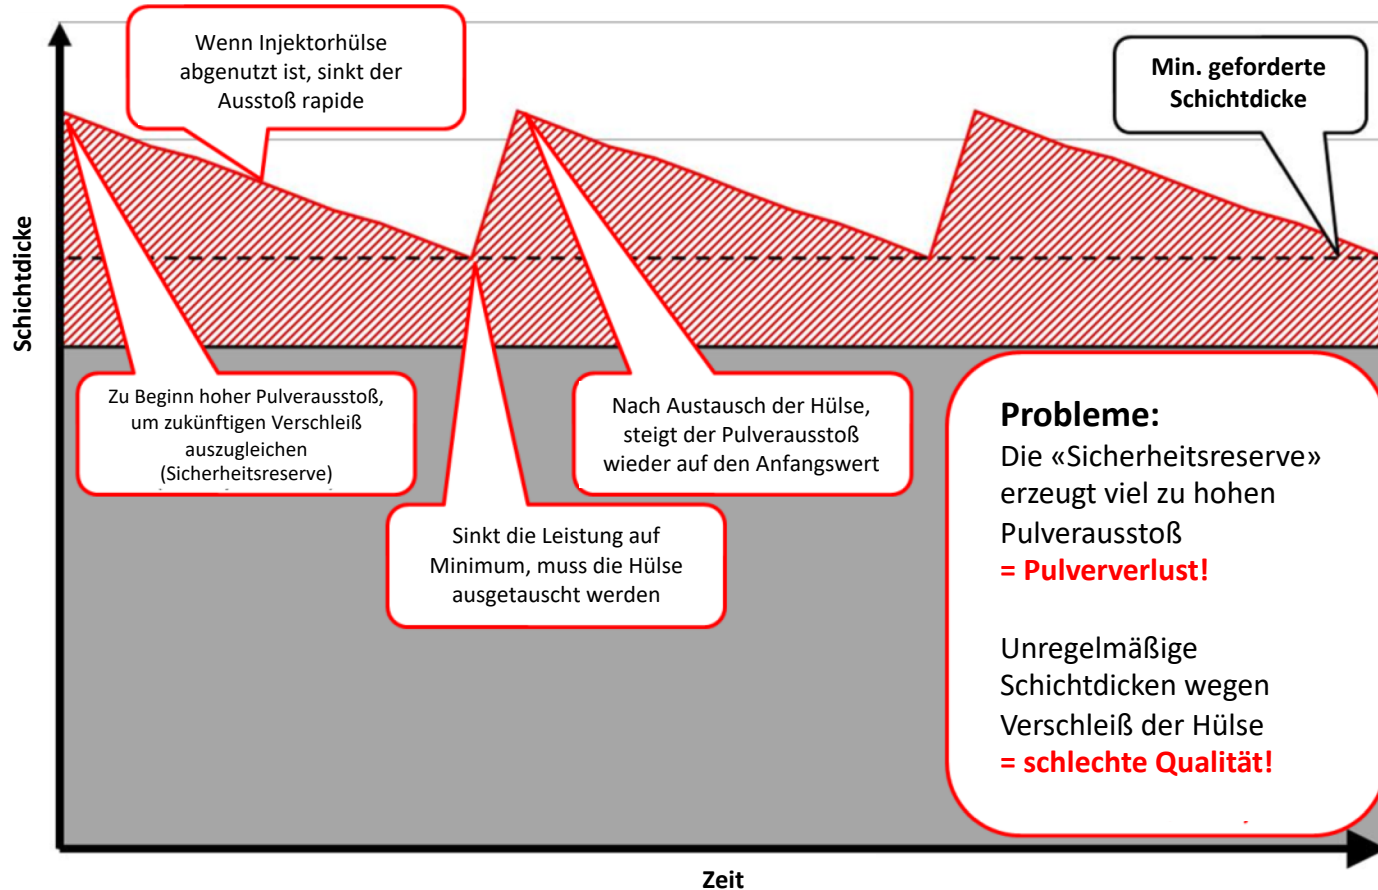 Wenn Injektorhülse
abgenutzt ist, sinkt der
Ausstoß rapide
Min. geforderte
Schichtdicke
Schichtdicke
Zu Beginn hoher Pulverausstoß,
um zukünftigen Verschleiß
auszugleichen
(Sicherheitsreserve)
Nach Austausch der Hülse,
steigt der Pulverausstoß
wieder auf den Anfangswert
Sinkt die Leistung auf
Minimum, muss die Hülse
ausgetauscht werden
Probleme:
Die «Sicherheitsreserve»
erzeugt viel zu hohen
Pulverausstoß
= Pulververlust!
Unregelmäßige
Schichtdicken wegen
Verschleiß der Hülse
= schlechte Qualität!
Zeit